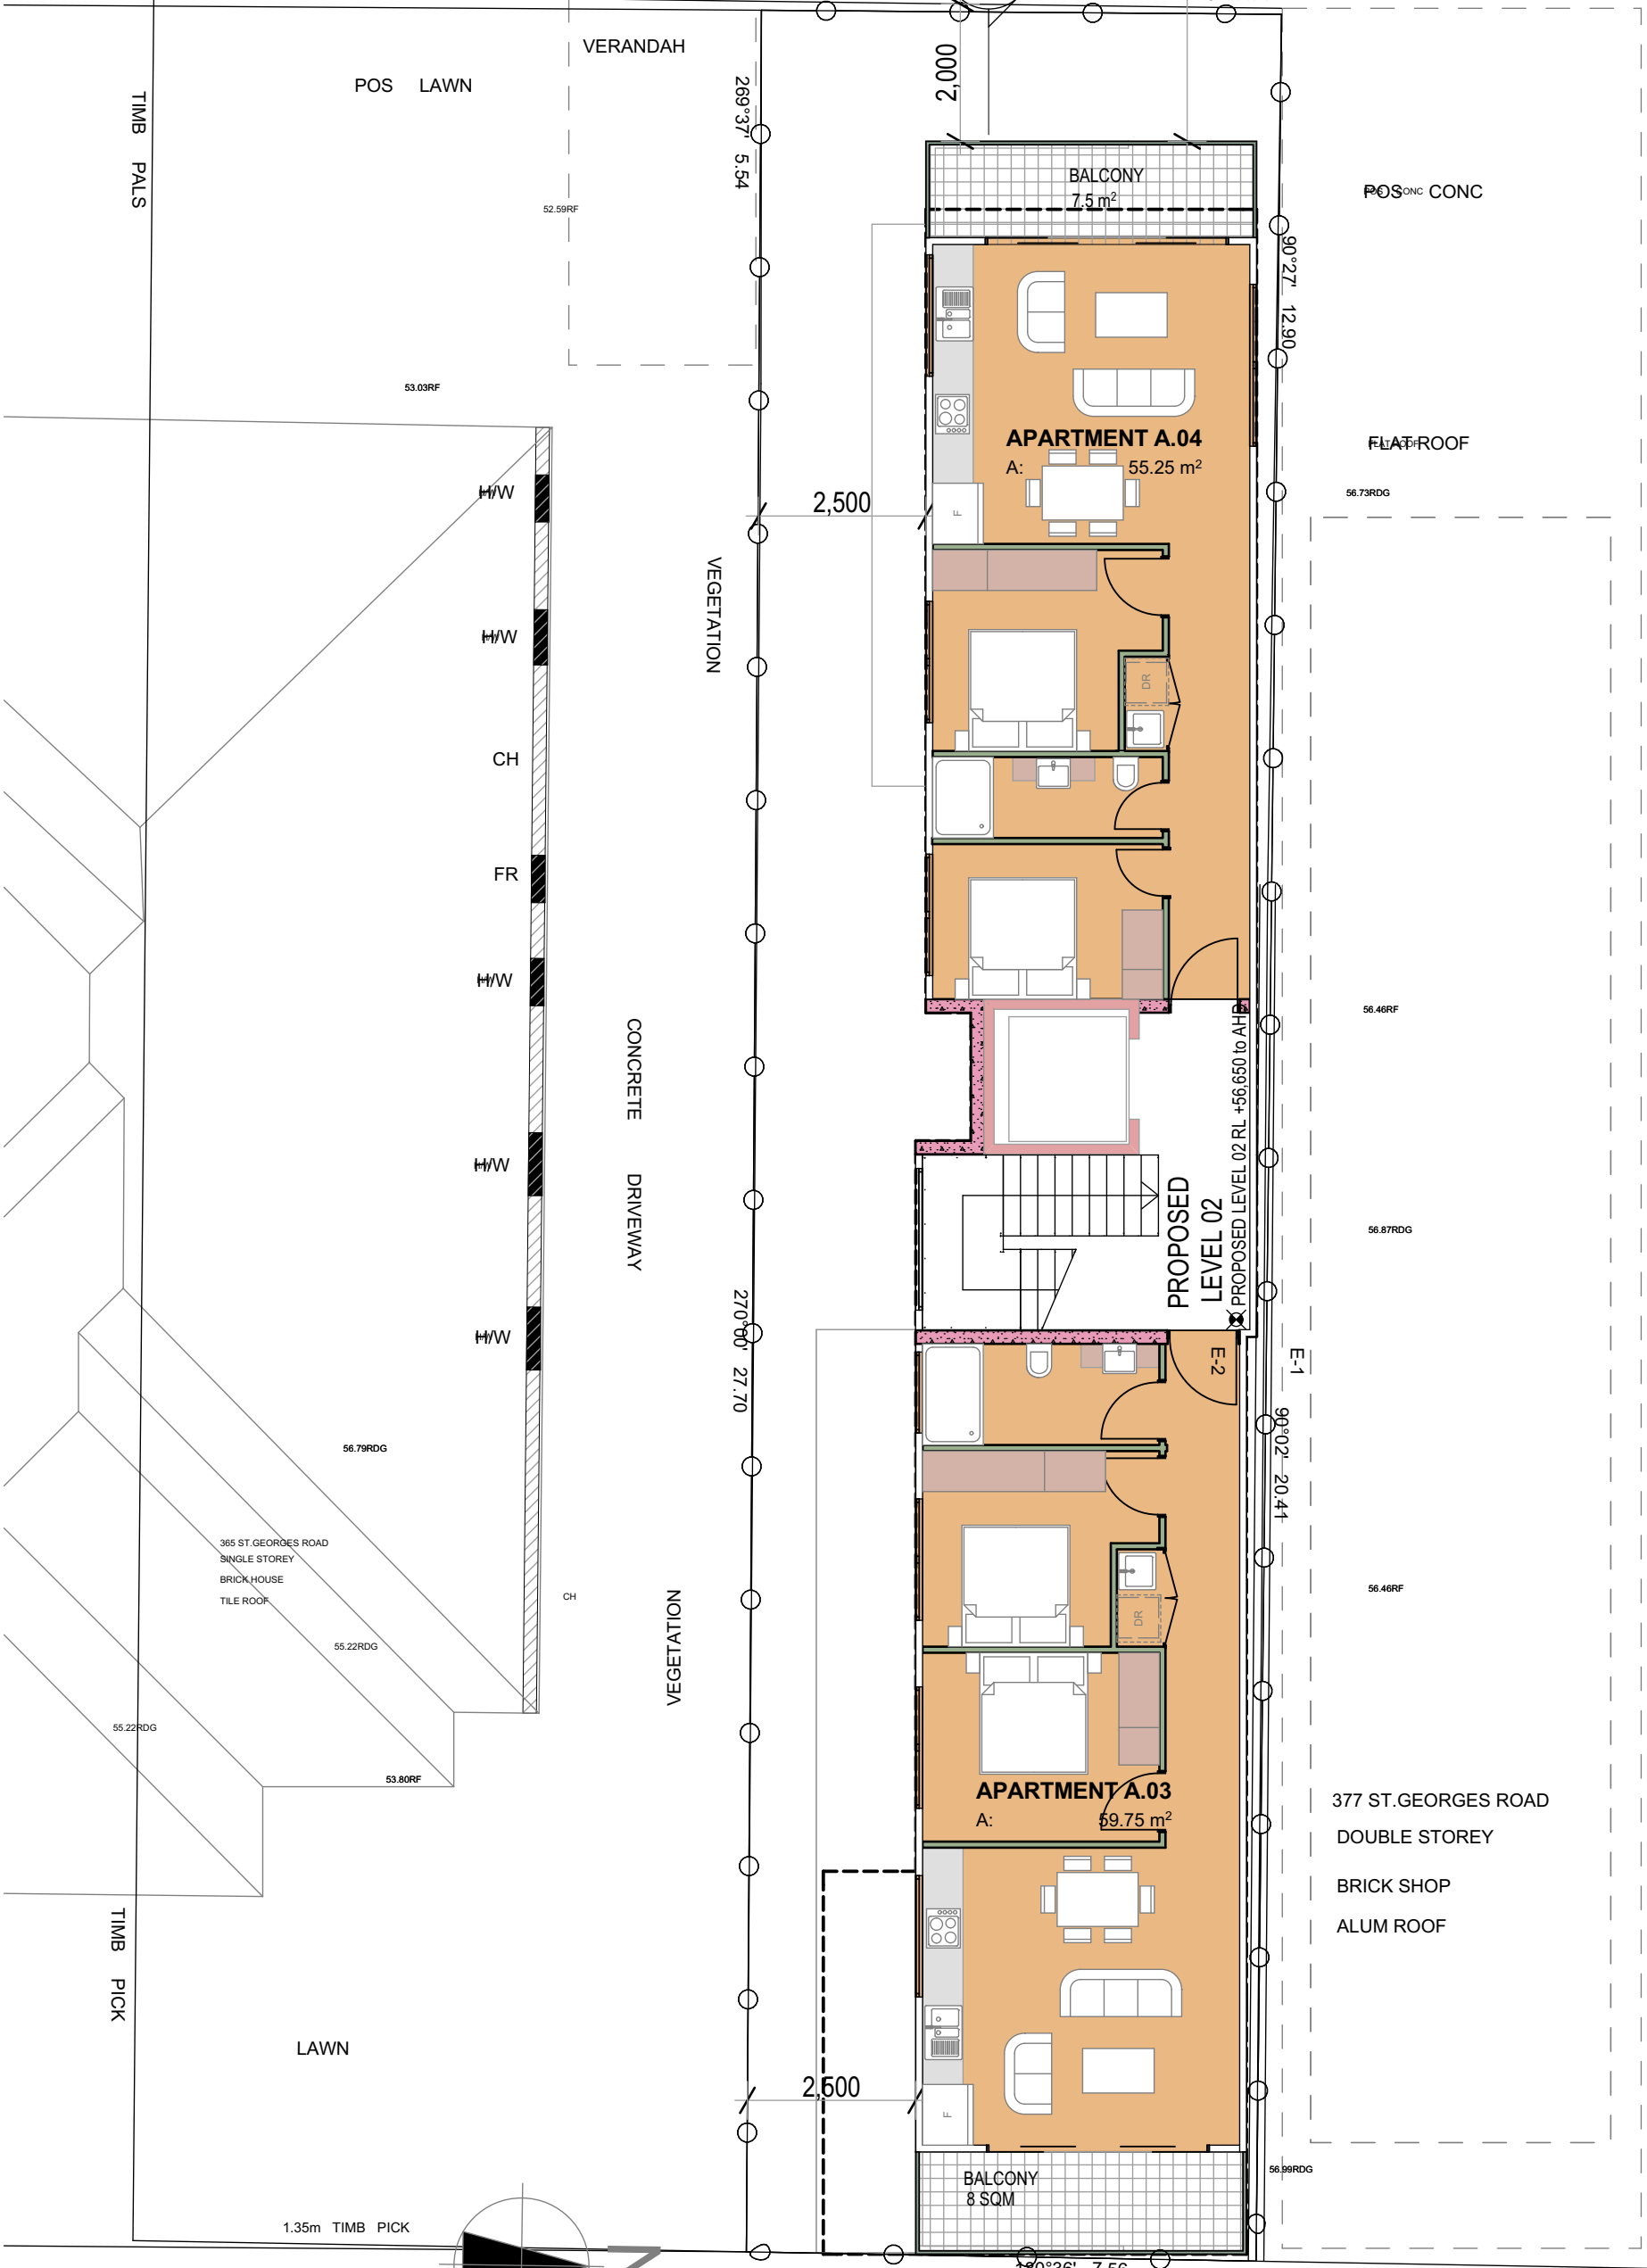 VERANDAH
POS LAWN
2,000
TIMB PALS
269°37' 5.54
BALCONY
7.5 m²
POS CONC
POS CONC
52.59RF
90°27' 12.90
53.03RF
APARTMENT A.04
A: 55.25 m²
FLAT ROOF
FLAT ROOF
56.73RDG
H/W
H/W
2,500
F
VEGETATION
H/W
H/W
DR
CH
FR
H/W
H/W
56.46RF
CONCRETE DRIVEWAY
H/W
H/W
PROPOSED
LEVEL 02
PROPOSED LEVEL 02 RL +56,650 to AHD
56.87RDG
270°00' 27.70
H/W
H/W
E-2
E-1
90°02' 20.41
56.79RDG
365 ST.GEORGES ROAD
SINGLE STOREY
BRICK HOUSE
TILE ROOF
CH
VEGETATION
DR
56.46RF
55.22RDG
55.22RDG
53.80RF
APARTMENT A.03
A: 59.75 m²
377 ST.GEORGES ROAD
DOUBLE STOREY
BRICK SHOP
ALUM ROOF
TIMB PICK
LAWN
2,500
F
BALCONY
8 SQM
56.99RDG
1.35m TIMB PICK